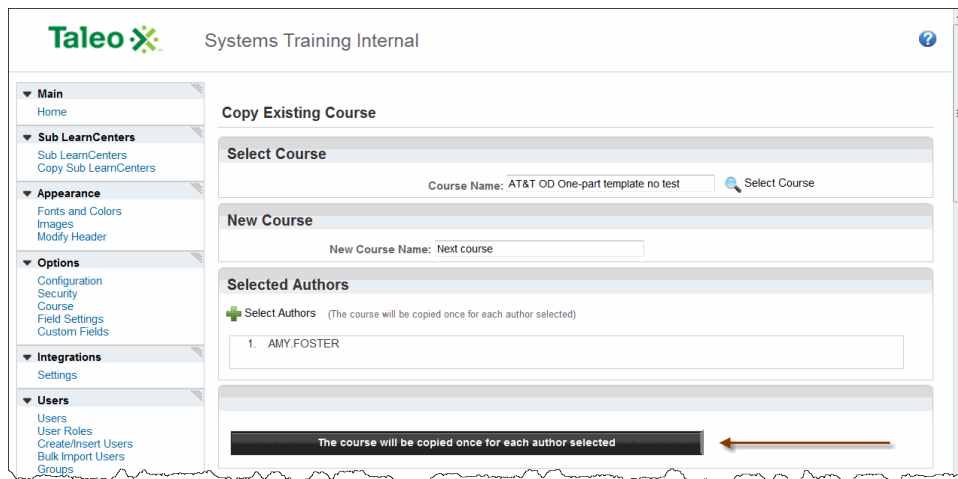 Taleo
Systems Training Internal
?
Main
Home
Sub LearnCenters
Sub LearnCenters
Copy Sub LearnCenters
Appearance
Fonts and Colors
Images
Modify Header
Options
Configuration
Security
Course
Field Settings
Custom Fields
Integrations
Settings
Users
Users
User Roles
Create/Insert Users
Bulk Import Users
Groups
Copy Existing Course
Select Course
Course Name: AT&T OD One-part template no test Select Course
New Course
New Course Name: Next course
Selected Authors
Select Authors (The course will be copied once for each author selected)
1. AMY.FOSTER
The course will be copied once for each author selected